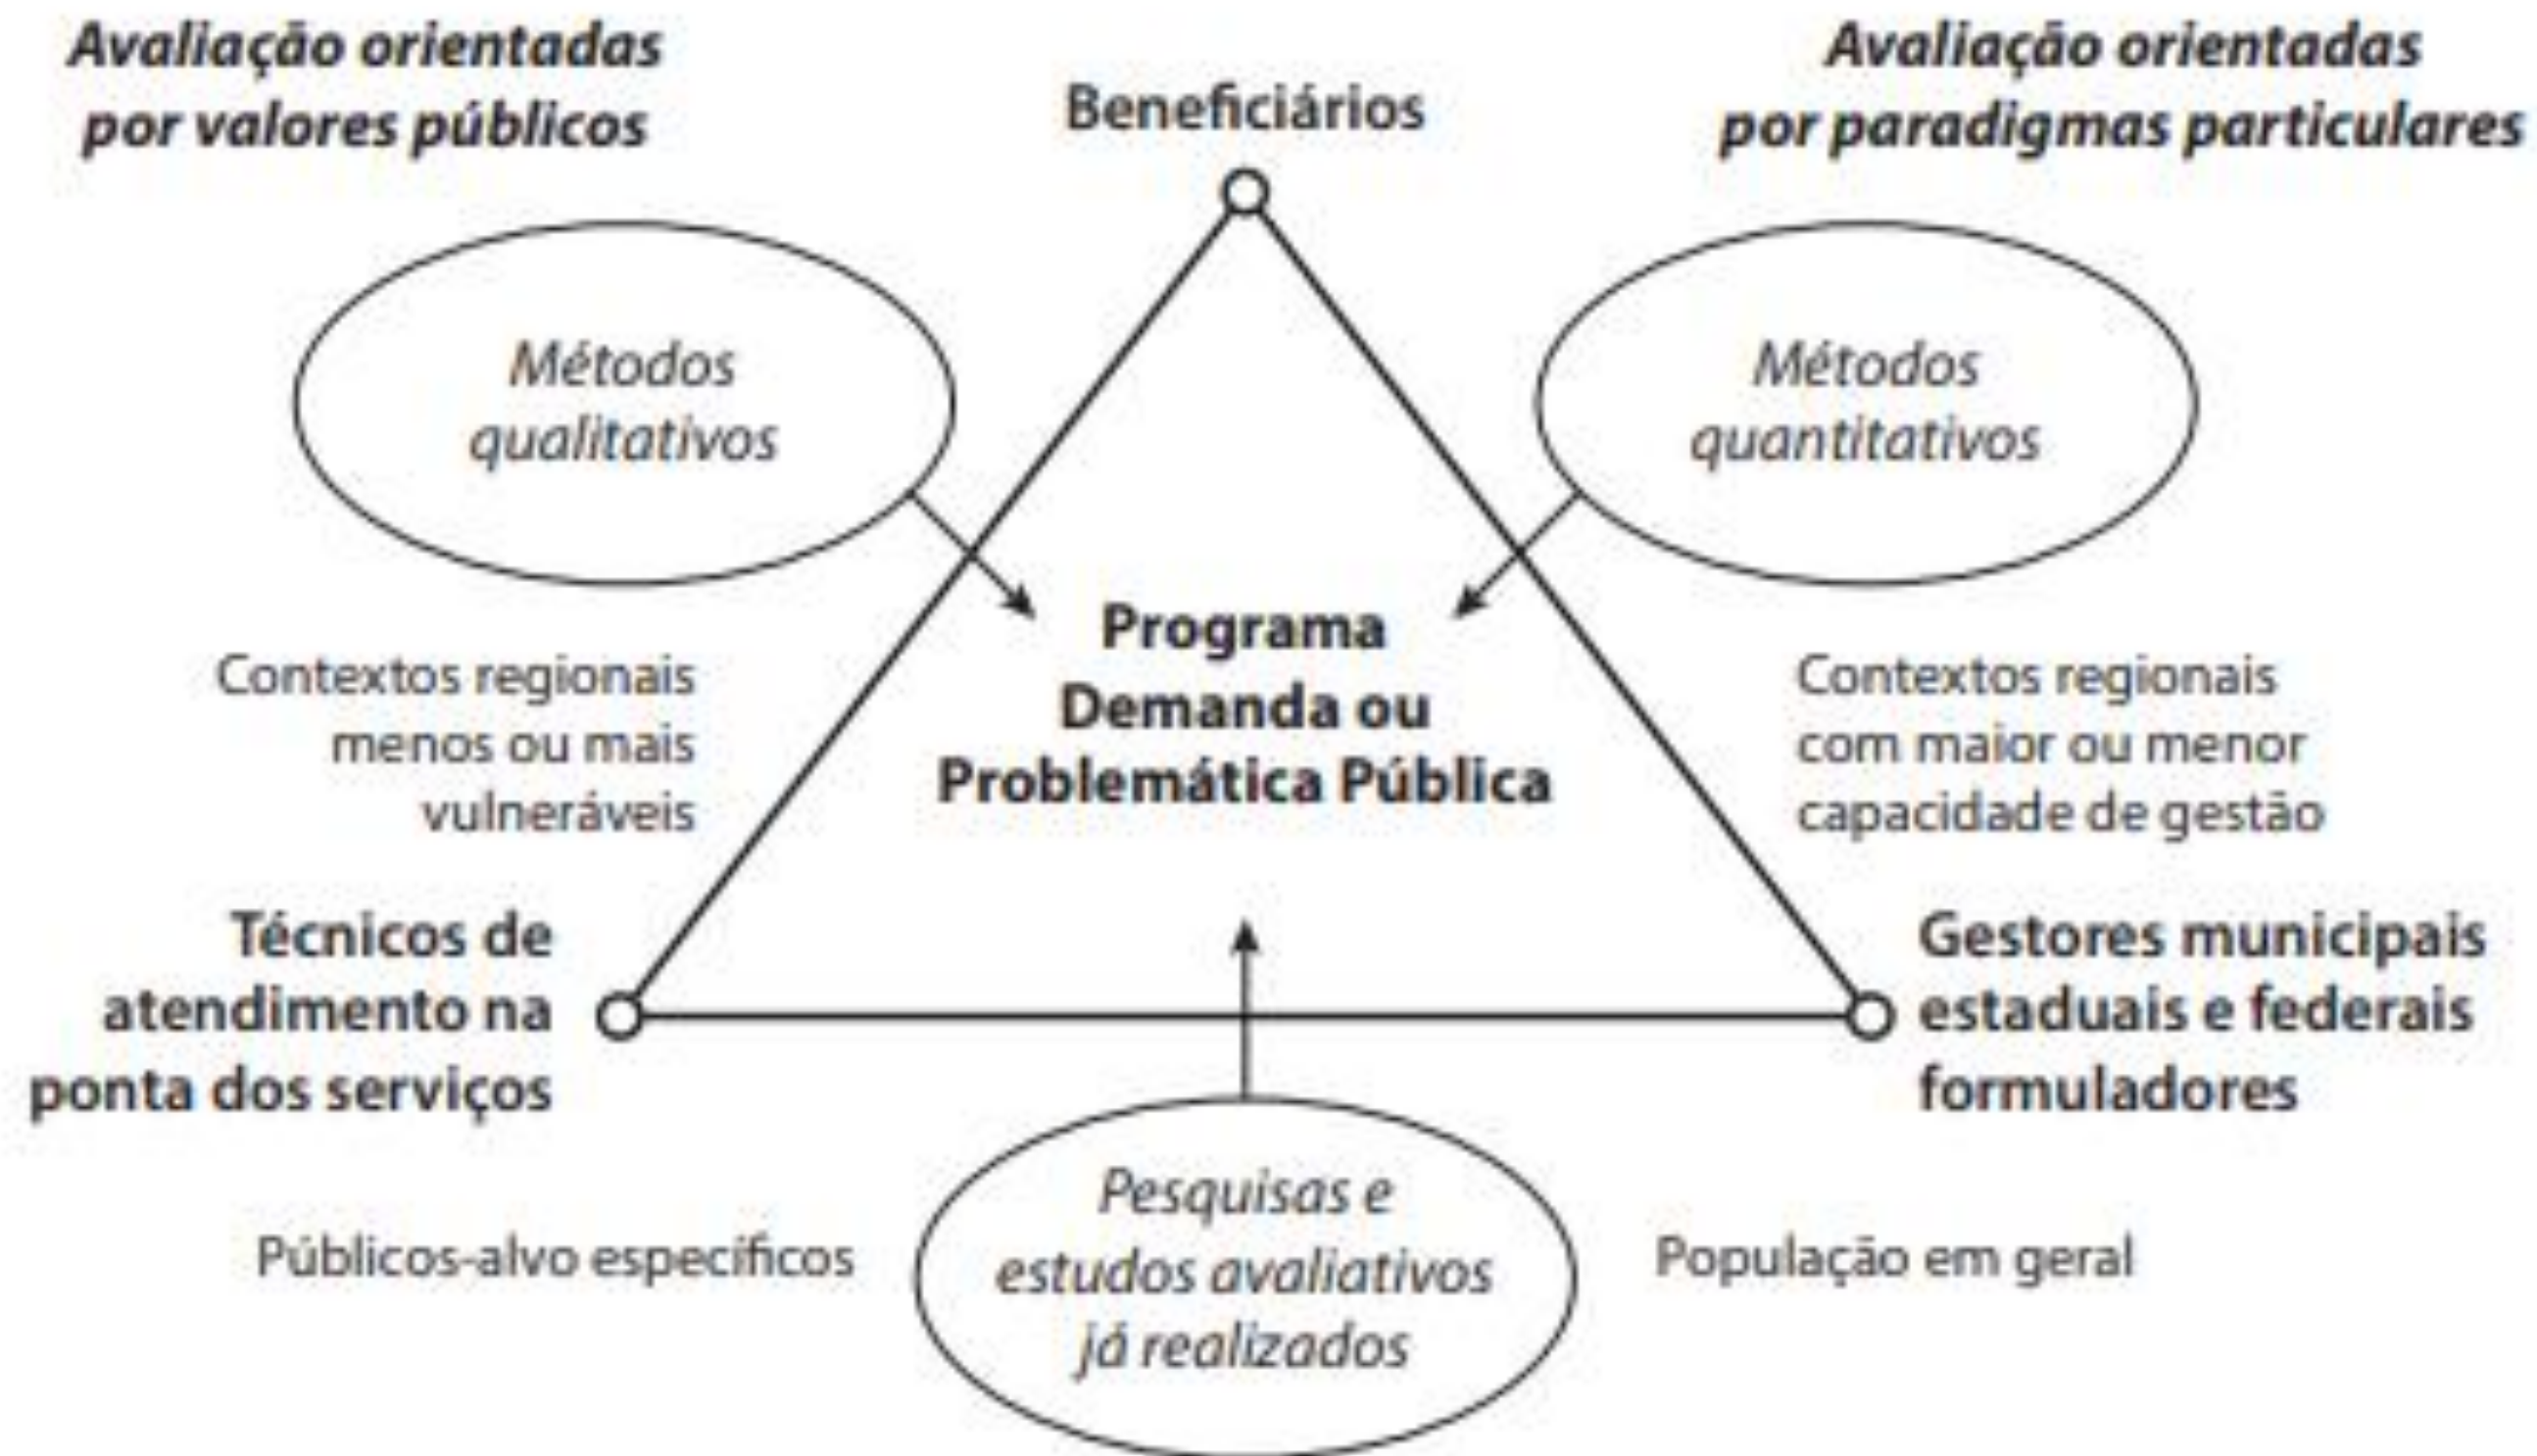 Avaliação orientadas
por valores públicos
Avaliação orientadas
por paradigmas particulares
Beneficiários
Métodos
qualitativos
Métodos
quantitativos
Contextos regionais
menos ou mais
vulneráveis
Programa
Demanda ou
Problemática Pública
Contextos regionais
com maior ou menor
capacidade de gestão
Técnicos de
atendimento na
ponta dos serviços
Gestores municipais
estaduais e federais
formuladores
Públicos-alvo específicos
Pesquisas e
estudos avaliativos
já realizados
População em geral